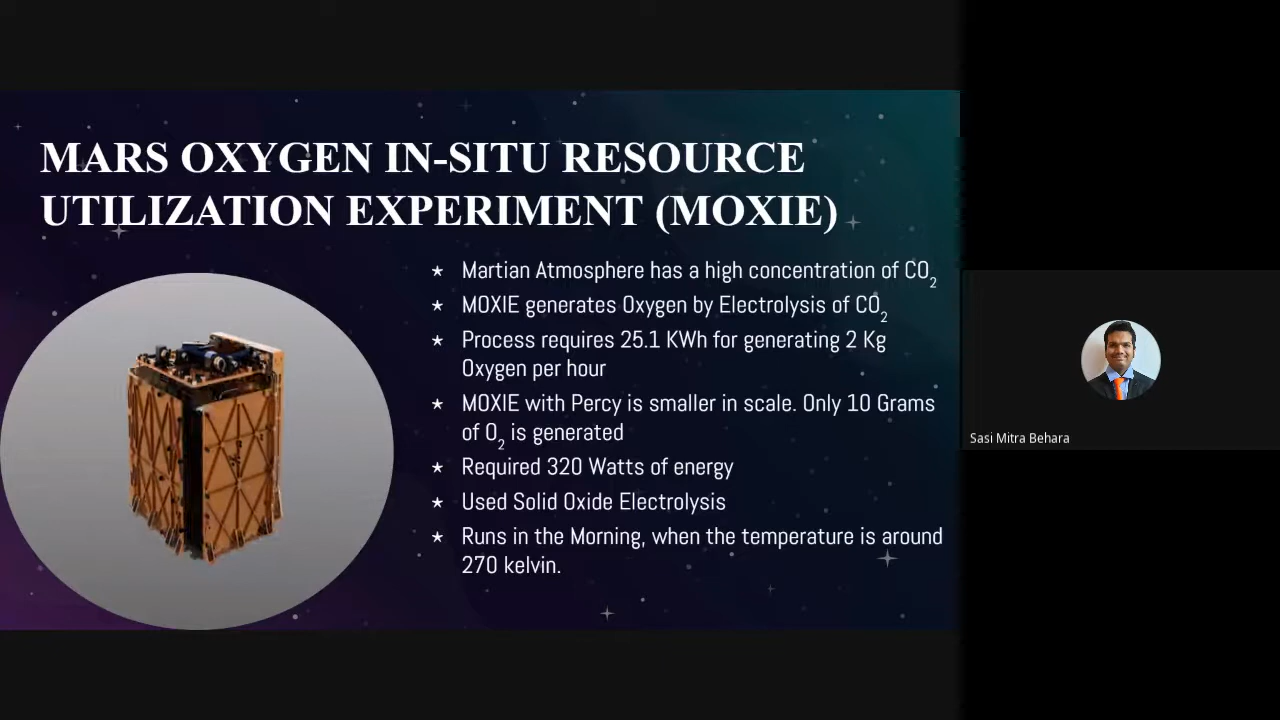 MARS OXYGEN IN-SITU RESOURCE
UTILIZATION EXPERIMENT (MOXIE)
★ Martian Atmosphere has a high concentration of CO₂
★ MOXIE generates Oxygen by Electrolysis of CO₂
★ Process requires 25.1 KWh for generating 2 Kg
Oxygen per hour
★ MOXIE with Percy is smaller in scale. Only 10 Grams
of O₂ is generated
★ Required 320 Watts of energy
★ Used Solid Oxide Electrolysis
★ Runs in the Morning, when the temperature is around
270 kelvin.
Sasi Mitra Behara